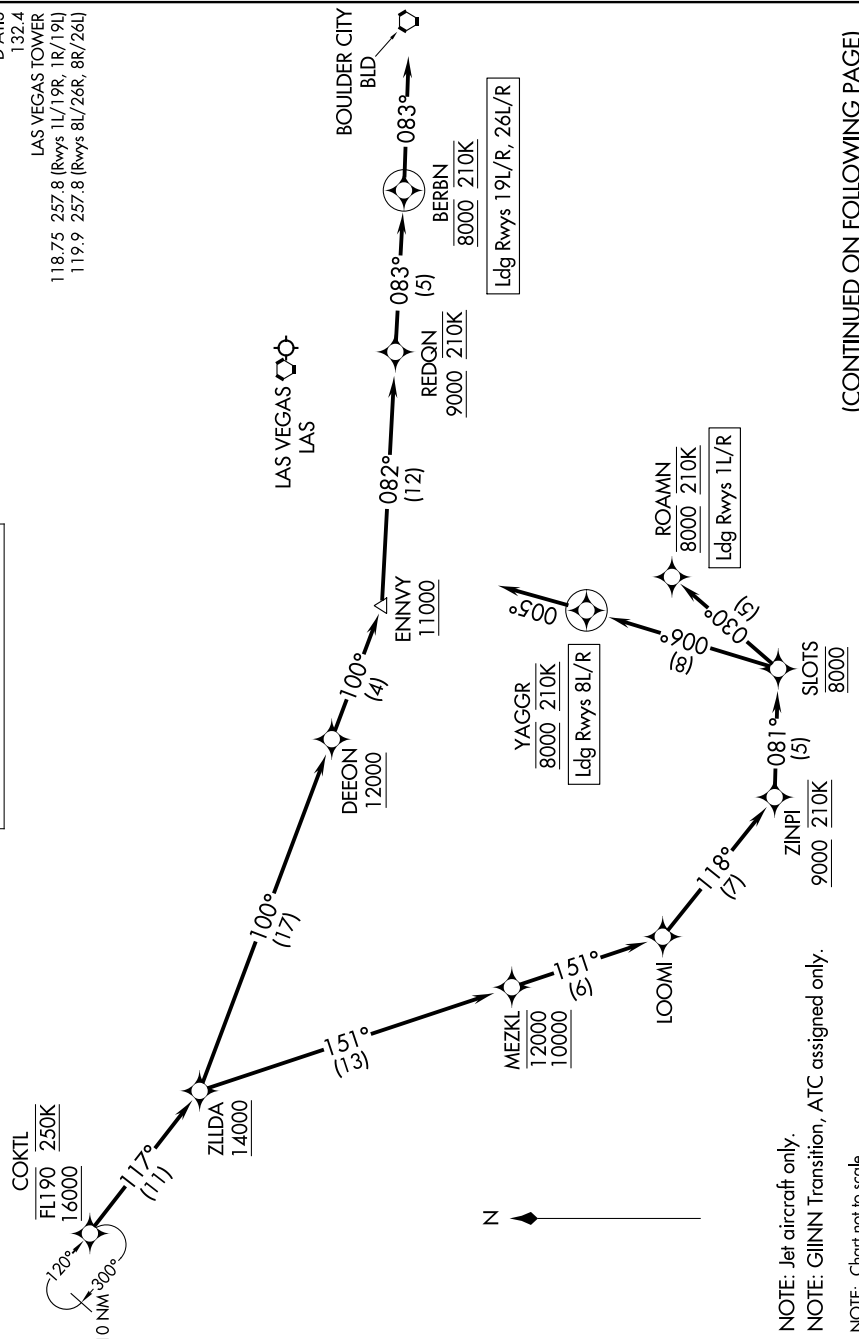 132.4
LAS VEGAS TOWER
118.75 257.8 (Rwys 1L/19R, 1R/19L)
119.9 257.8 (Rwys 8L/26R, 8R/26L)
BOULDER CITY
BLD
083°
BERBN
8000 210K
Ldg Rwys 19L/R, 26L/R
083°
(5)
REDQN
9000 210K
LAS VEGAS
LAS
082°
(12)
ENNVY
11000
100°
(4)
DEEON
12000
100°
(17)
COKTL
FL190 250K
16000
120°
300°
0 NM
117°
(11)
ZLLDA
14000
151°
(13)
MEZKL
12000
10000
151°
(6)
LOOMI
118°
(7)
ZINPI
9000 210K
081°
(5)
SLOTS
8000
006°
(8)
030°
(5)
YAGGR
8000 210K
Ldg Rwys 8L/R
005°
ROAMN
8000 210K
Ldg Rwys 1L/R
N
NOTE: Jet aircraft only.
NOTE: GIINN Transition, ATC assigned only.
NOTE: Chart not to scale
(CONTINUED ON FOLLOWING PAGE)